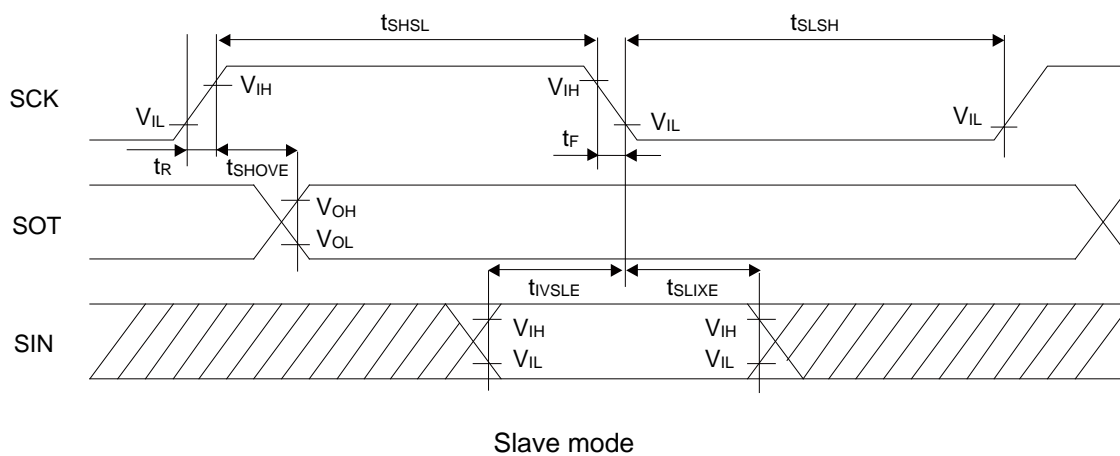 tSHSL
tSLSH
SCK
VIH
VIH
VIL
VIL
VIL
tR
tSHOVE
tF
SOT
VOH
VOL
tIVSLE
tSLIXE
SIN
VIH
VIH
VIL
VIL
Slave mode